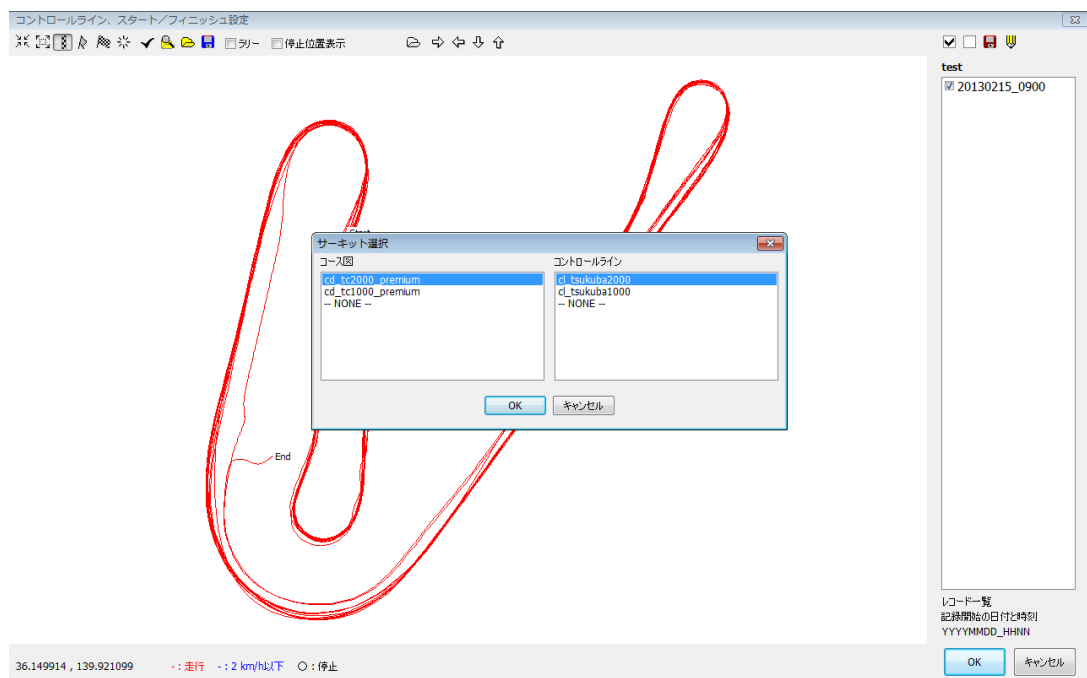 コントロールライン、スタート／フィニッシュ設定
ラリー
停止位置表示
test
20130215_0900
Start
サーキット選択
コース図
コントロールライン
cd_tc2000_premium
cl_tsukuba2000
cd_tc1000_premium
cl_tsukuba1000
-- NONE --
-- NONE --
OK
キャンセル
End
レコード一覧
記録開始の日付と時刻
YYYYMMDD_HHNN
36.149914 , 139.921099
- : 走行
- : 2 km/h以下
○ : 停止
OK
キャンセル